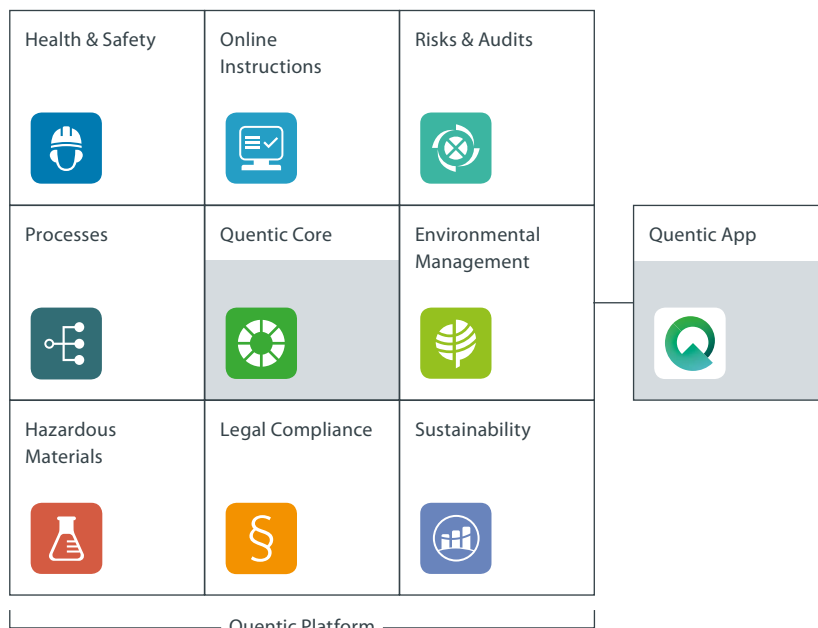 Health & Safety
Online
Instructions
Risks & Audits
Processes
Quentic Core
Environmental
Management
Quentic App
Hazardous
Materials
Legal Compliance
§
Sustainability
Quentic Platform